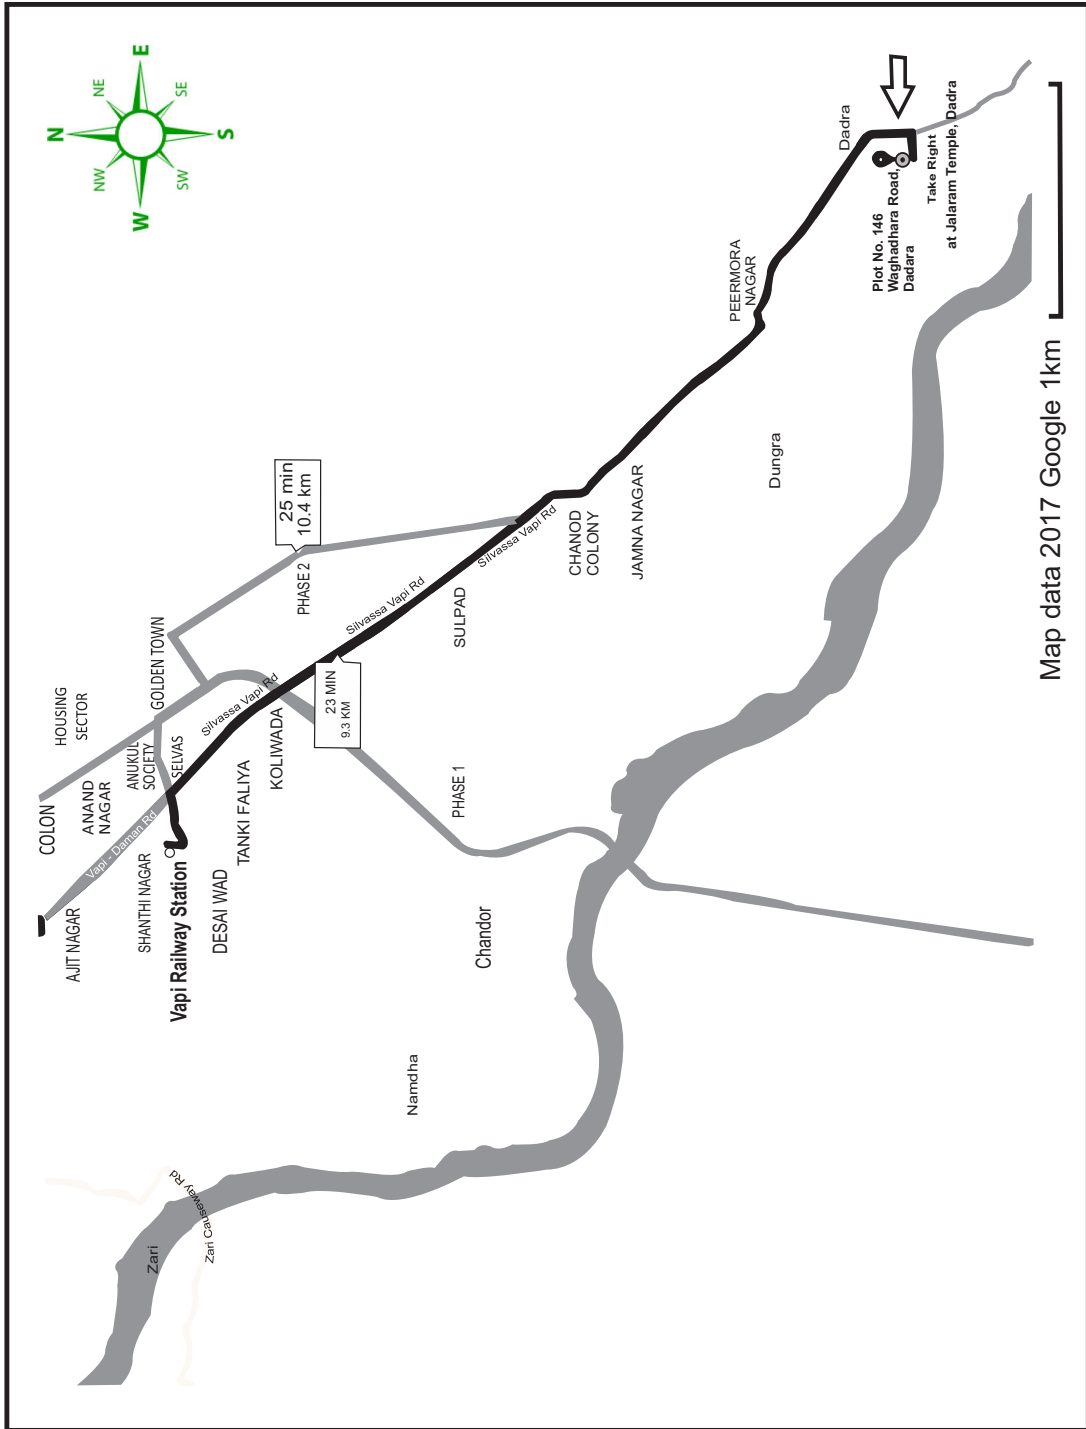 N
NE
E
SE
S
SW
W
NW
COLON
HOUSING
SECTOR
ANAND
NAGAR
AJIT NAGAR
Vapi - Daman Rd
ANUKUL
SOCIETY
GOLDEN TOWN
SELVAS
SHANTHI NAGAR
Vapi Railway Station
DESAI WAD
TANKI FALIYA
KOLIWADA
Silvassa Vapi Rd
25 min
10.4 km
PHASE 2
23 MIN
9.3 KM
Silvassa Vapi Rd
Silvassa Vapi Rd
SULPAD
PHASE 1
CHANOD
COLONY
JAMNA NAGAR
Chandor
Namdha
Zari
Zari Causeway Rd
PEERMORA
NAGAR
Dungra
Dadra
Plot No. 146
Waghadhara Road,
Dadara
Take Right
at Jalaram Temple, Dadra
Map data 2017 Google 1km